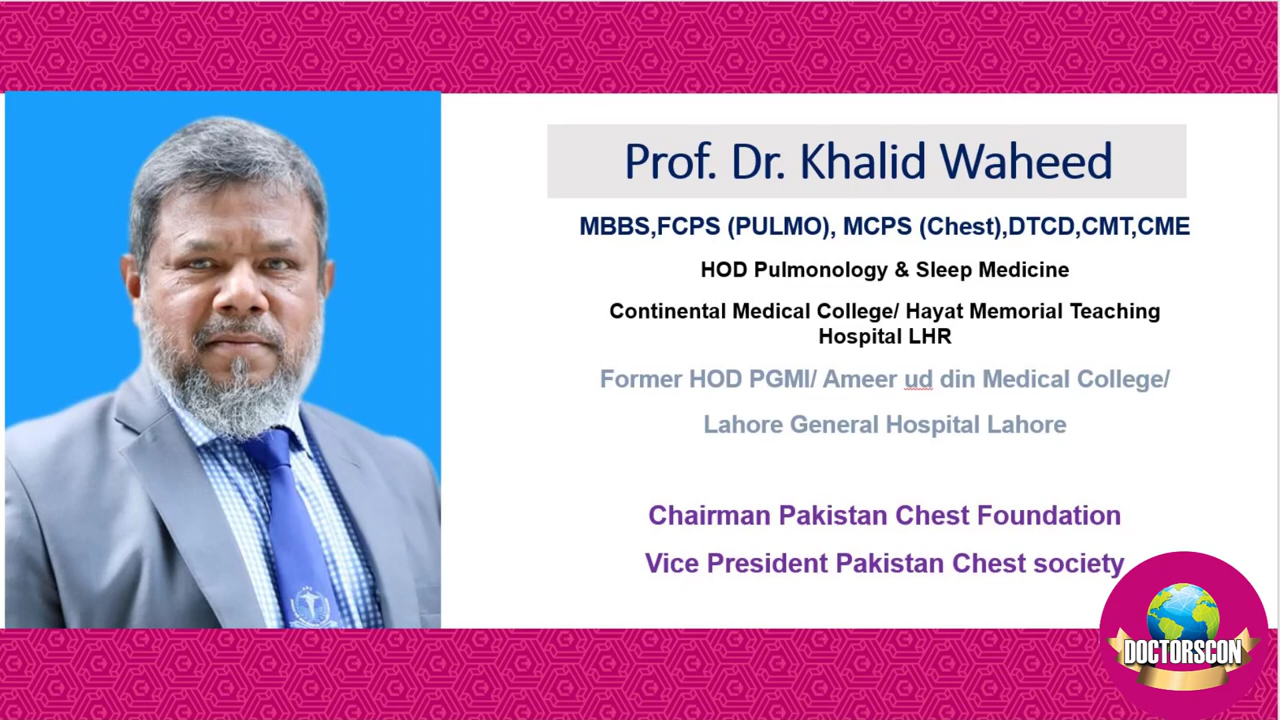 Prof. Dr. Khalid Waheed
MBBS,FCPS (PULMO), MCPS (Chest),DTCD,CMT,CME
HOD Pulmonology & Sleep Medicine
Continental Medical College/ Hayat Memorial Teaching
Hospital LHR
Former HOD PGMI/ Ameer ud din Medical College/
Lahore General Hospital Lahore
Chairman Pakistan Chest Foundation
Vice President Pakistan Chest society
DOCTORSCON